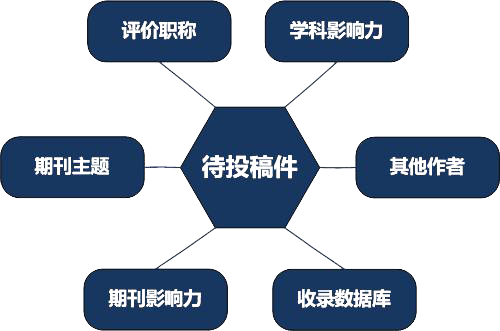 评价职称
学科影响力
期刊主题
待投稿件
其他作者
期刊影响力
收录数据库